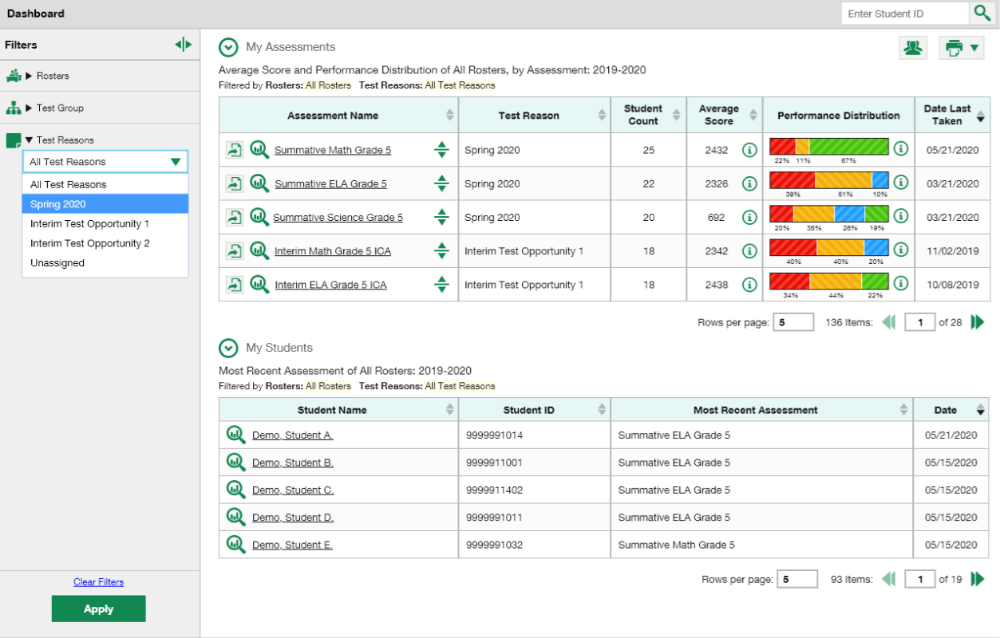 Dashboard
Enter Student ID
Filters
Rosters
Test Group
Test Reasons
All Test Reasons
All Test Reasons
Spring 2020
Interim Test Opportunity 1
Interim Test Opportunity 2
Unassigned
Clear Filters
Apply
My Assessments
Average Score and Performance Distribution of All Rosters, by Assessment: 2019-2020
Filtered by Rosters: All Rosters Test Reasons: All Test Reasons
Assessment Name Test Reason Student Count Average Score Performance Distribution Date Last Taken
Summative Math Grade 5 Spring 2020 25 2432 05/21/2020
22% 11% 67%
Summative ELA Grade 5 Spring 2020 22 2326 03/21/2020
39% 51% 10%
Summative Science Grade 5 Spring 2020 20 692 03/21/2020
20% 35% 26% 19%
Interim Math Grade 5 ICA Interim Test Opportunity 1 18 2342 11/02/2019
40% 40% 20%
Interim ELA Grade 5 ICA Interim Test Opportunity 1 18 2438 10/08/2019
34% 44% 22%
Rows per page: 5 136 Items: 1 of 28
My Students
Most Recent Assessment of All Rosters: 2019-2020
Filtered by Rosters: All Rosters Test Reasons: All Test Reasons
Student Name Student ID Most Recent Assessment Date
Demo, Student A. 9999991014 Summative ELA Grade 5 05/21/2020
Demo, Student B. 9999911001 Summative ELA Grade 5 05/15/2020
Demo, Student C. 9999911402 Summative ELA Grade 5 05/15/2020
Demo, Student D. 9999991011 Summative ELA Grade 5 05/15/2020
Demo, Student E. 9999991032 Summative Math Grade 5 05/15/2020
Rows per page: 5 93 Items: 1 of 19